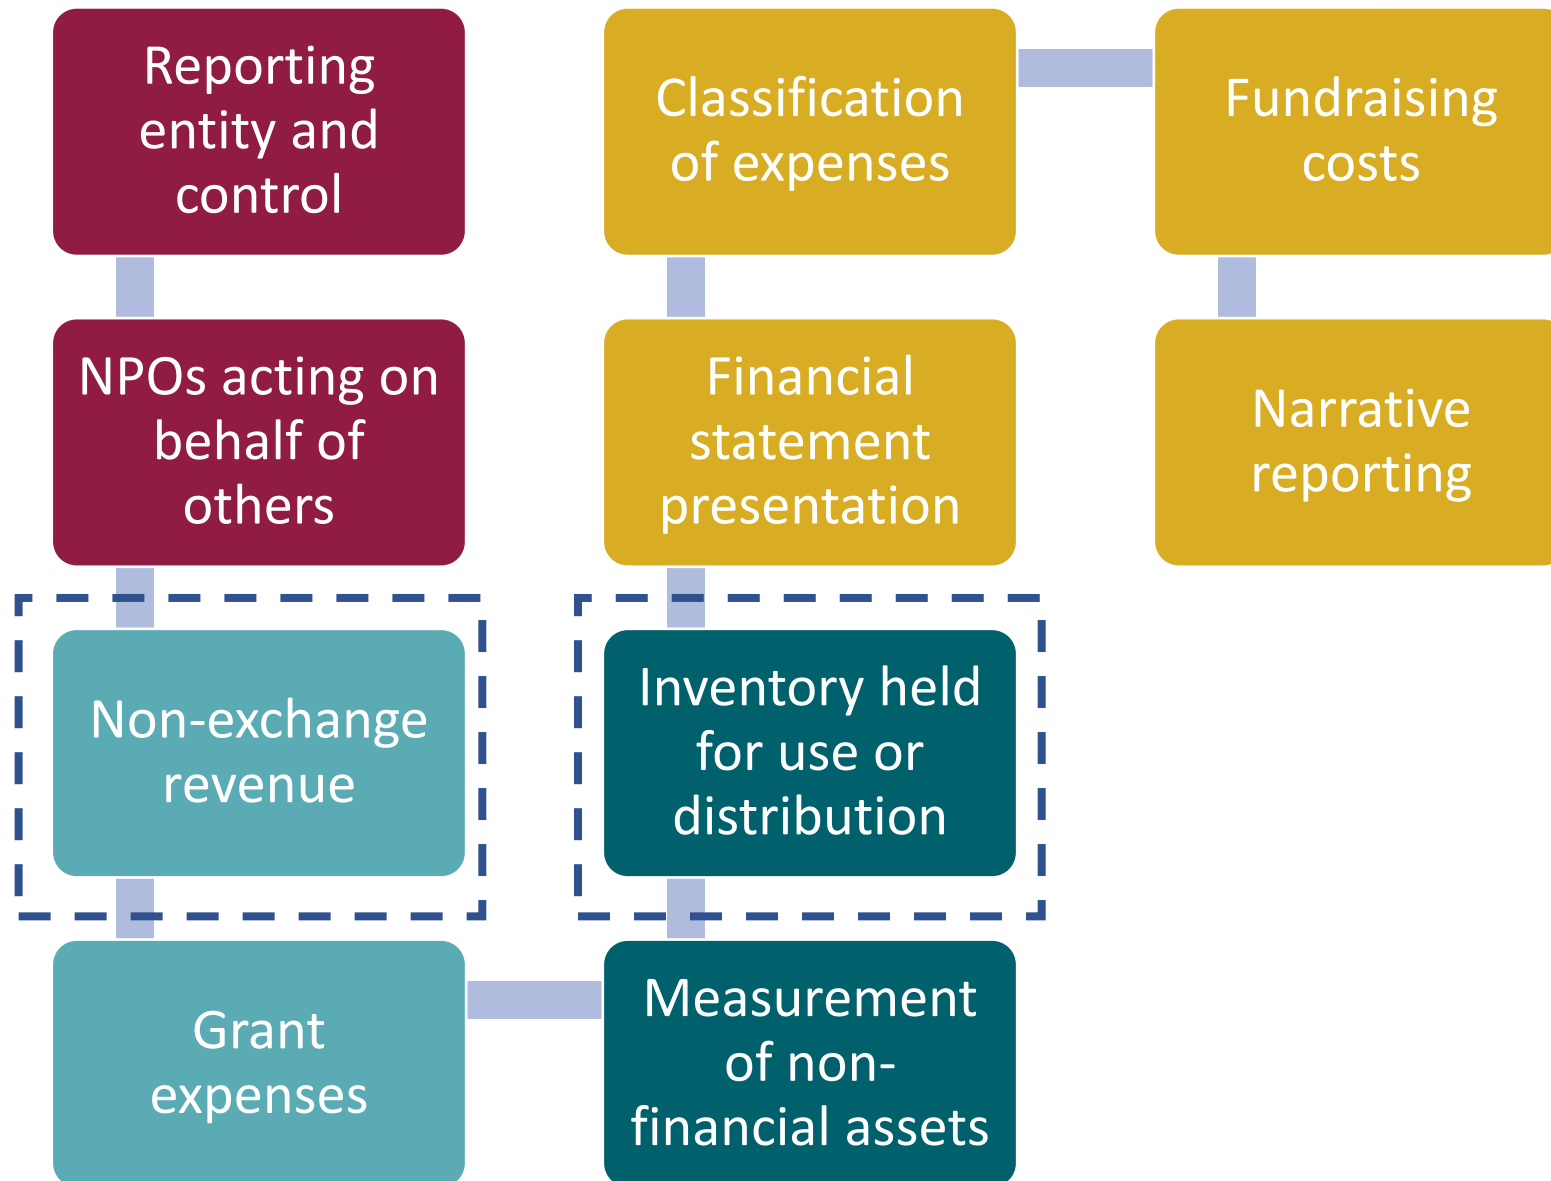 Reporting
entity and
control
NPOs acting on
behalf of
others
Non-exchange
revenue
Grant
expenses
Measurement
of non-
financial assets
Inventory held
for use or
distribution
Financial
statement
presentation
Classification
of expenses
Fundraising
costs
Narrative
reporting